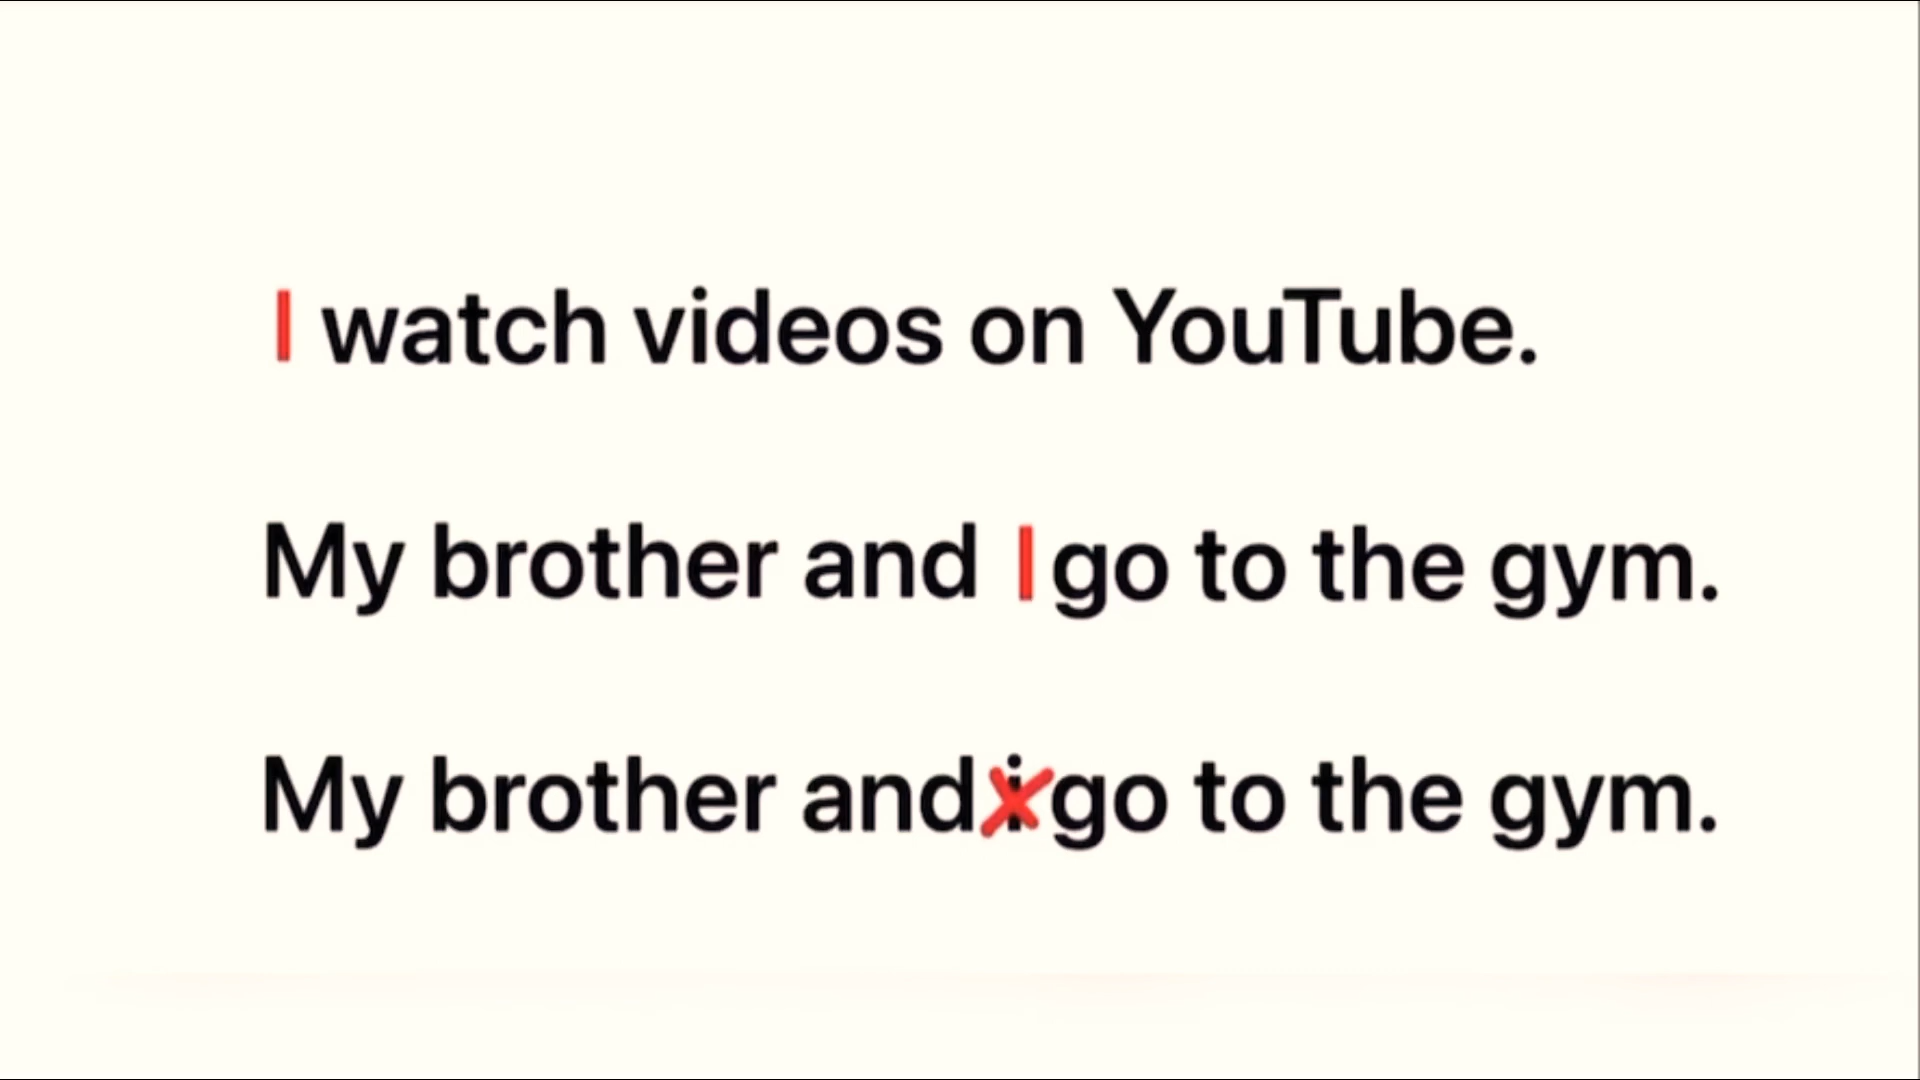 I watch videos on YouTube.
My brother and I go to the gym.
My brother and i go to the gym.